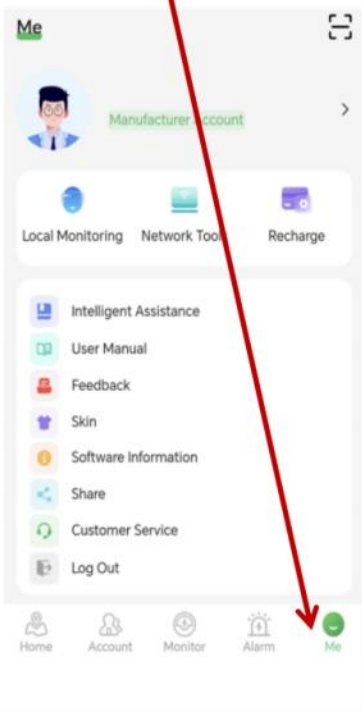 Me
Manufacturer Account
Local Monitoring Network Tools Recharge
Intelligent Assistance
User Manual
Feedback
Skin
Software Information
Share
Customer Service
Log Out
Home Account Monitor Alarm Me